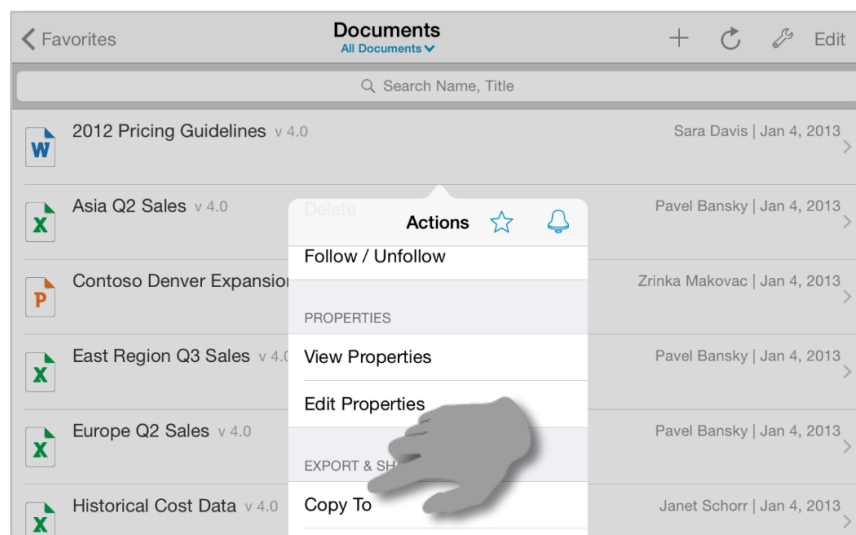 Favorites
Documents
All Documents
Edit
Search Name, Title
2012 Pricing Guidelines v 4.0
Sara Davis | Jan 4, 2013
Asia Q2 Sales v 4.0
Pavel Bansky | Jan 4, 2013
Delete
Actions
Follow / Unfollow
Contoso Denver Expansion
Zrinka Makovac | Jan 4, 2013
PROPERTIES
East Region Q3 Sales v 4.0
View Properties
Pavel Bansky | Jan 4, 2013
Edit Properties
Europe Q2 Sales v 4.0
Pavel Bansky | Jan 4, 2013
EXPORT & SH
Historical Cost Data v 4.0
Copy To
Janet Schorr | Jan 4, 2013